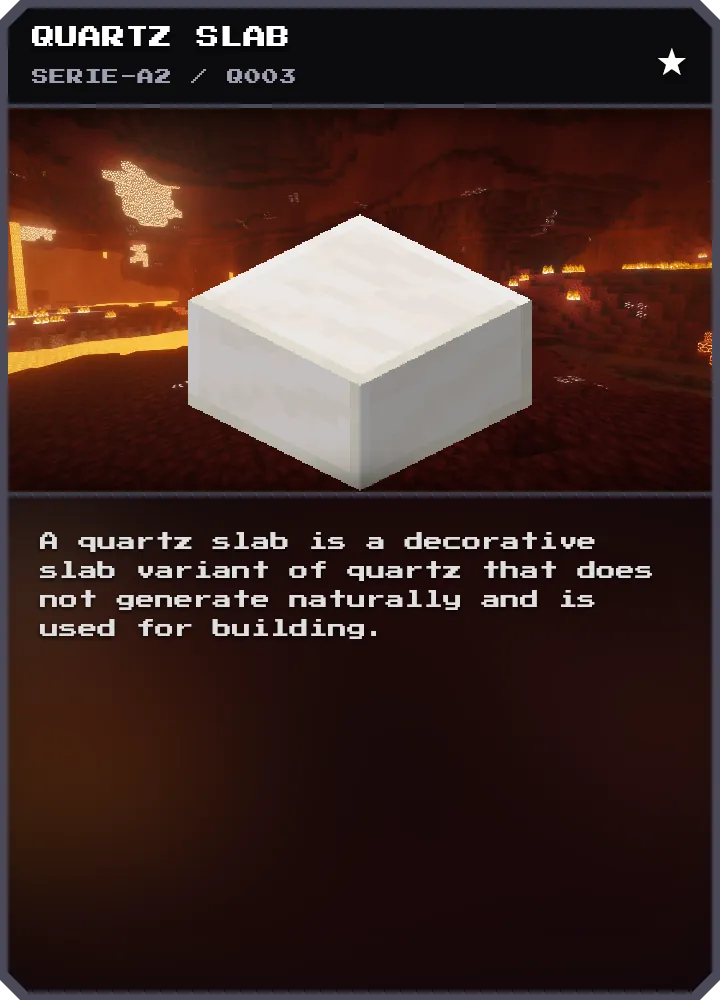 QUARTZ SLAB
SERIE-A2 / Q003
A quartz slab is a decorative
slab variant of quartz that does
not generate naturally and is
used for building.